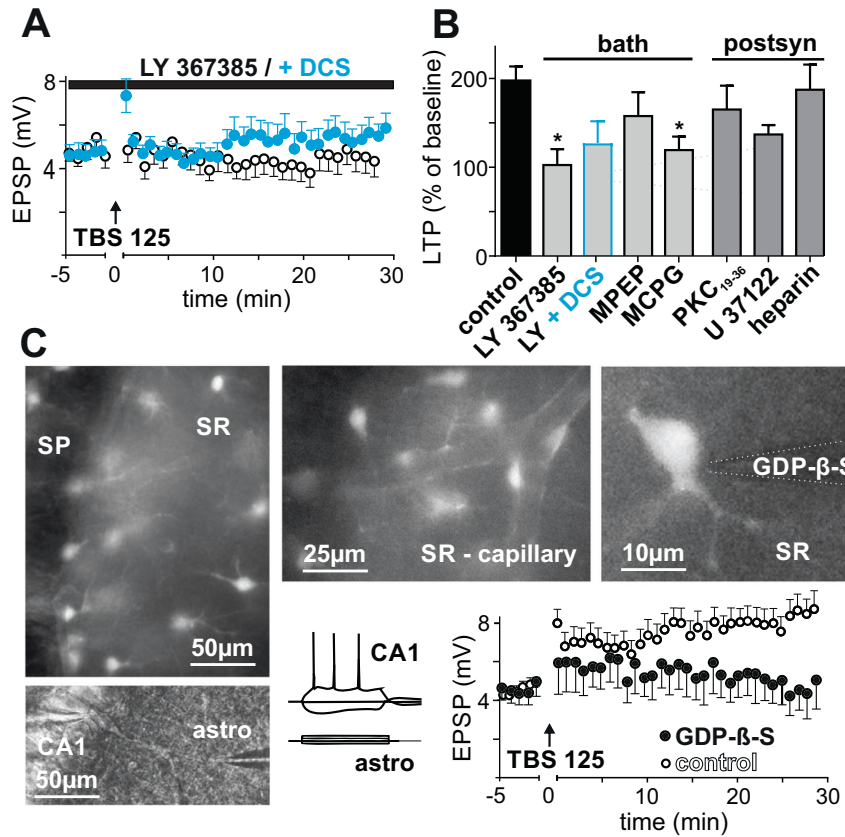 A
LY 367385 / + DCS
EPSP (mV)
8
4
0
TBS 125
-5 0 10 20 30
time (min)
B
bath postsyn
LTP (% of baseline)
200
100
0
*
*
control
LY 367385
LY + DCS
MPEP
MCPG
PKC19-36
U 37122
heparin
C
SP
SR
50µm
25µm
SR - capillary
GDP-ß-S
10µm
SR
CA1
astro
50µm
CA1
astro
EPSP (mV)
8
4
0
TBS 125
GDP-ß-S
control
-5 0 10 20 30
time (min)